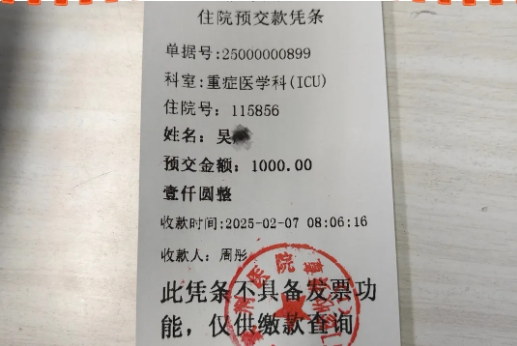 住院预交款凭条
单据号:25000000899
科室:重症医学科(ICU)
住院号: 115856
姓名: 吴
预交金额: 1000.00
壹仟圆整
收款时间:2025-02-07 08:06:16
收款人: 周彤
此凭条不具备发票功
能，仅供缴款查询
医院